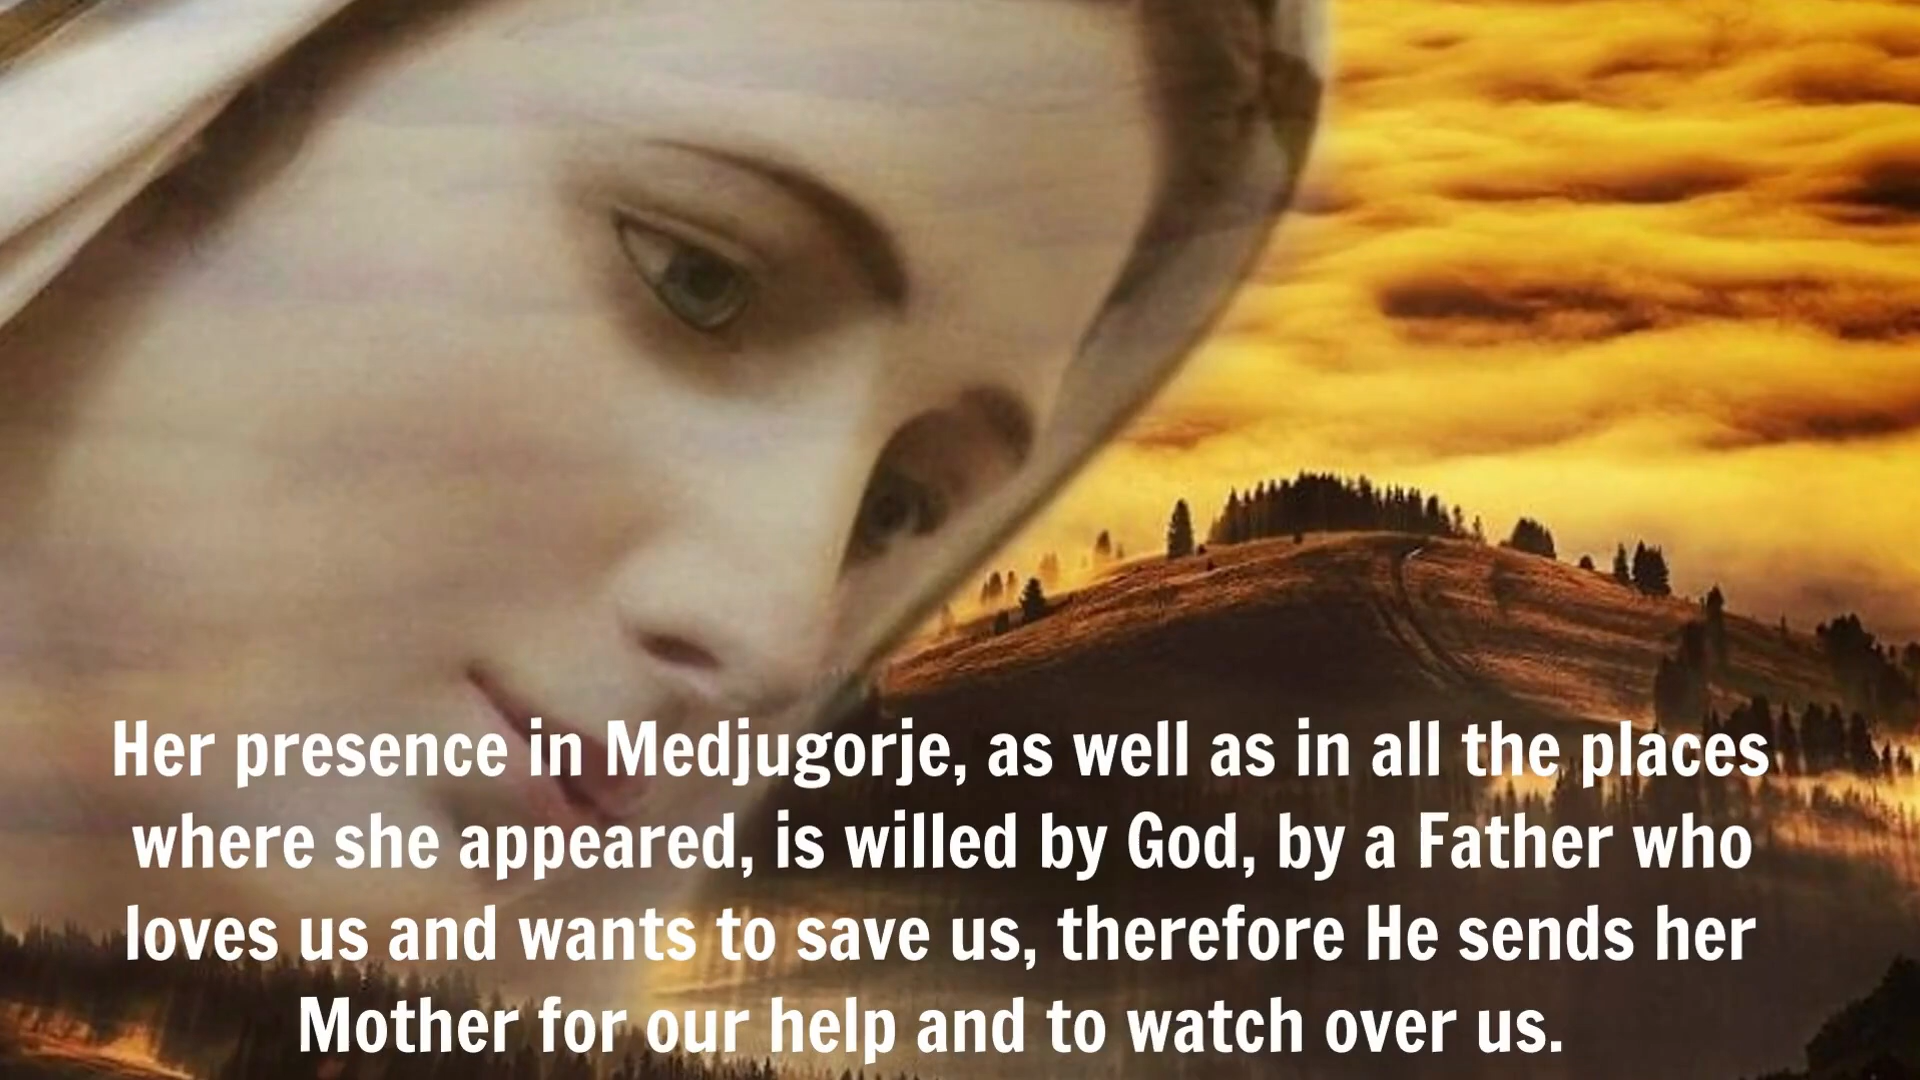 Her presence in Medjugorje, as well as in all the places
where she appeared, is willed by God, by a Father who
loves us and wants to save us, therefore He sends her
Mother for our help and to watch over us.